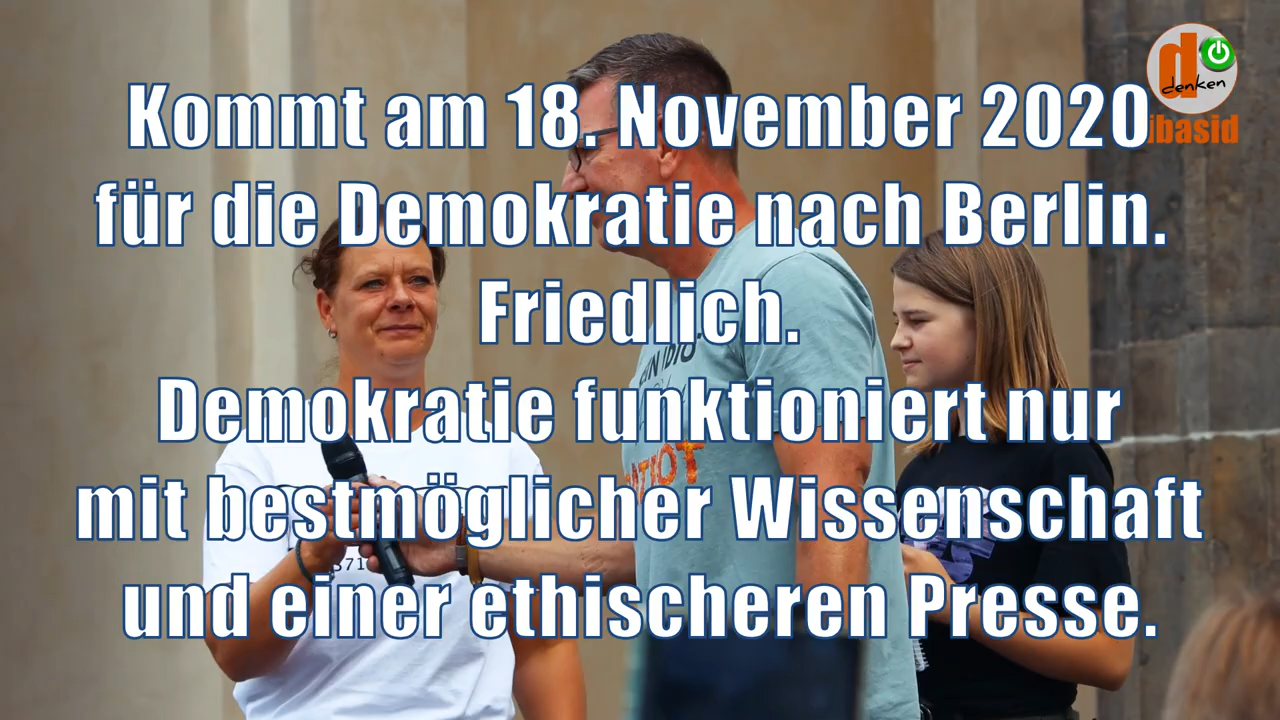 Kommt am 18. November 2020
für die Demokratie nach Berlin.
Friedlich.
Demokratie funktioniert nur
mit bestmöglicher Wissenschaft
und einer ethischeren Presse.
d
denken
ibasid